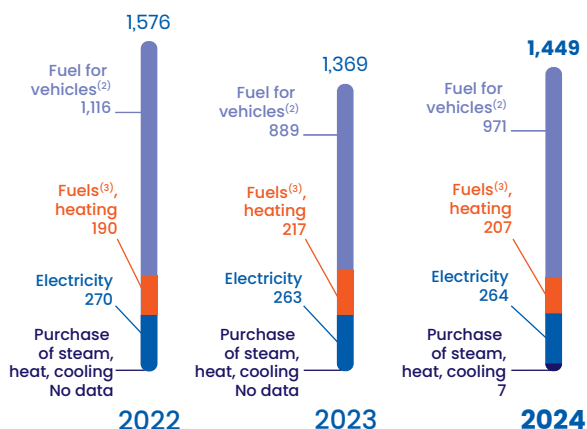 1,576
Fuel for
vehicles(2)
1,116
Fuels(3),
heating
190
Electricity
270
Purchase
of steam,
heat, cooling
No data
2022
1,369
Fuel for
vehicles(2)
889
Fuels(3),
heating
217
Electricity
263
Purchase
of steam,
heat, cooling
No data
2023
1,449
Fuel for
vehicles(2)
971
Fuels(3),
heating
207
Electricity
264
Purchase
of steam,
heat, cooling
7
2024